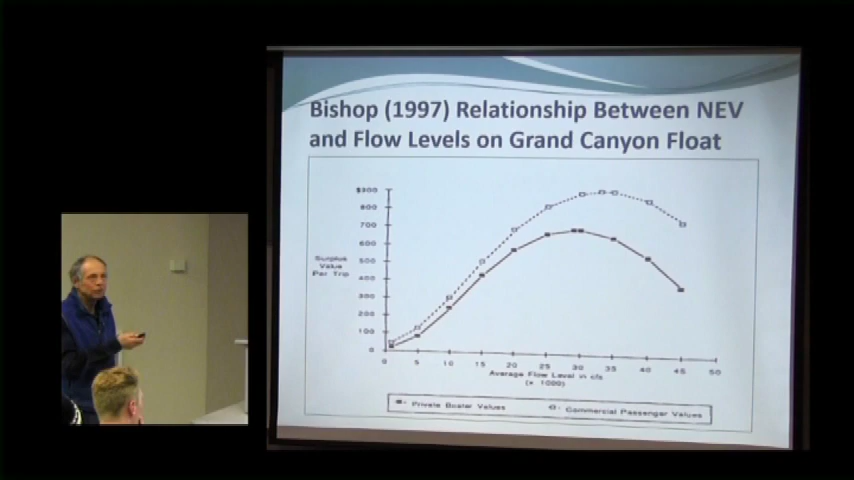 Bishop (1997) Relationship Between NEV
and Flow Levels on Grand Canyon Float
$900
800
700
600
500
400
300
200
100
0
Surplus
Value
Per Trip
0 5 10 15 20 25 30 35 40 45 50
Average Flow Level in cfs
(x 1000)
Private Boater Values
Commercial Passenger Values